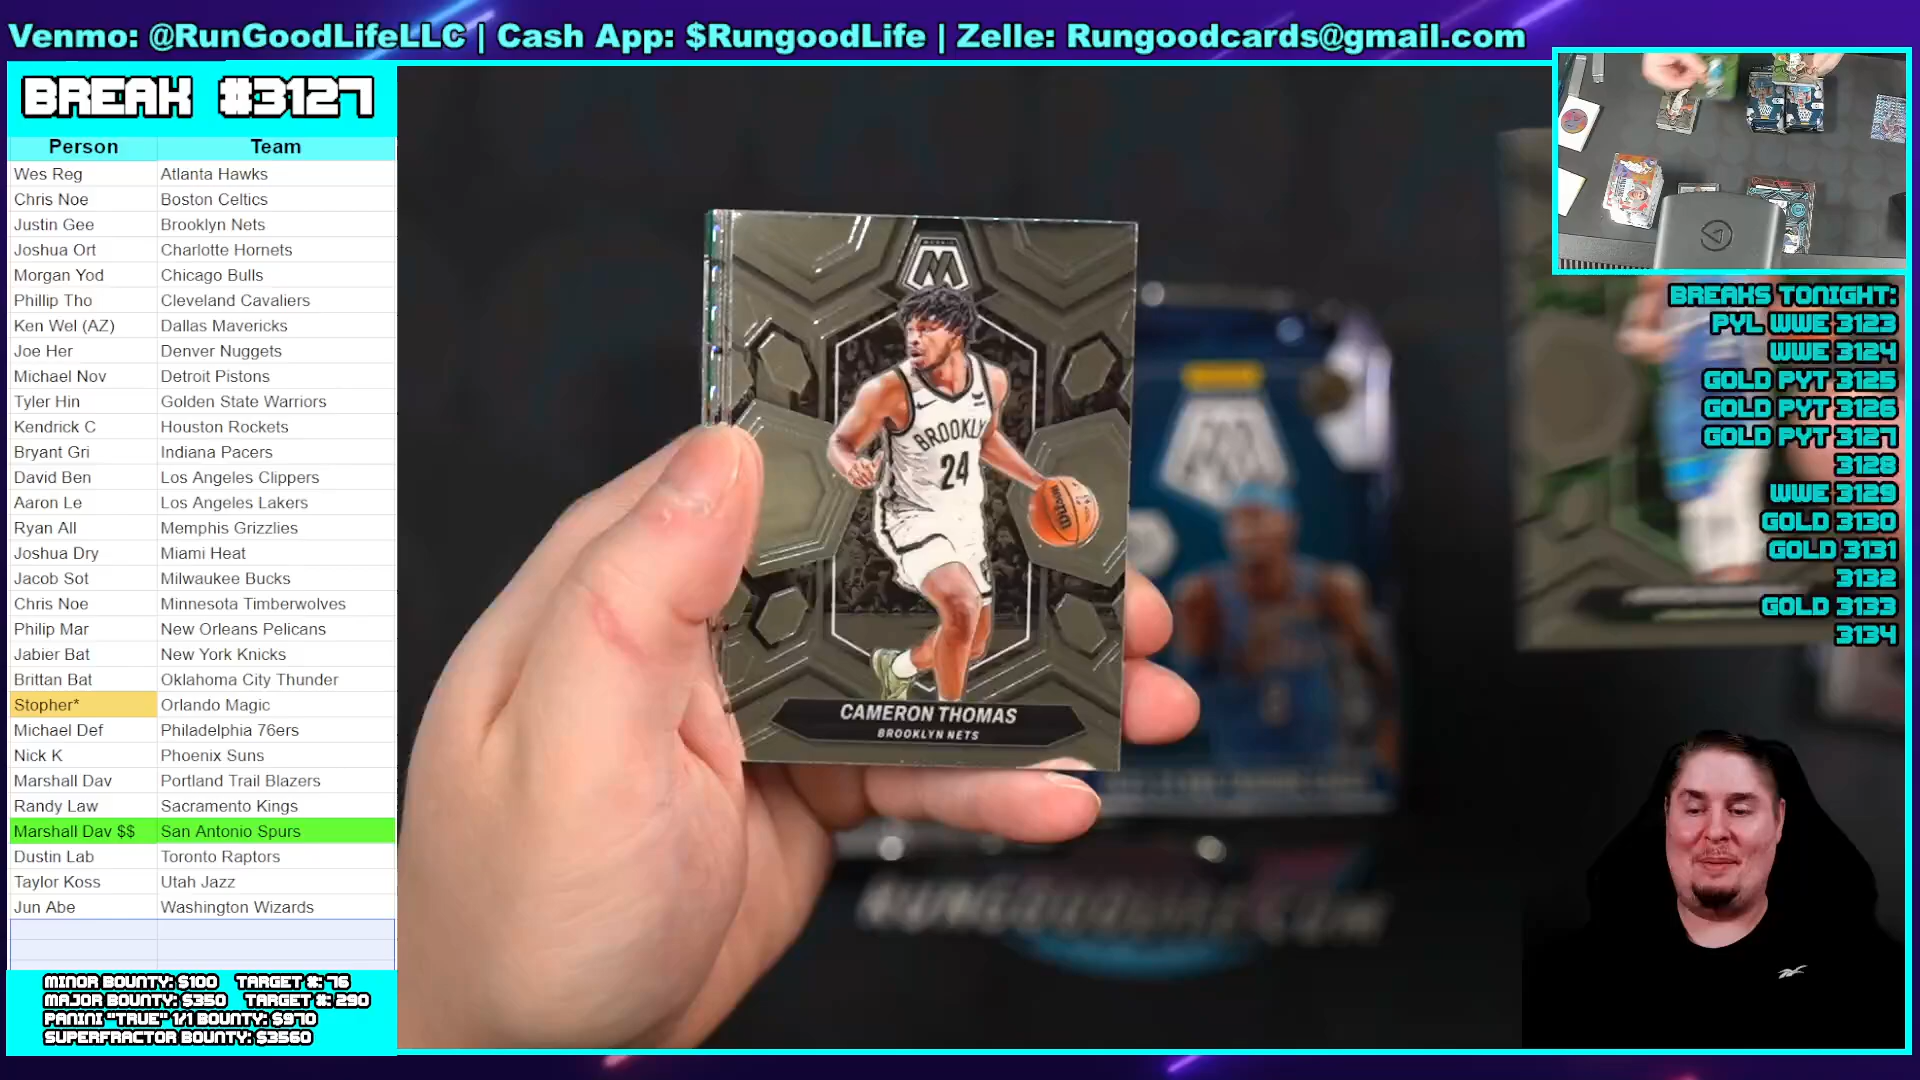 Venmo: @RunGoodLifeLLC | Cash App: $RungoodLife | Zelle: Rungoodcards@gmail.com
BREAK #3127
Person Team
Wes Reg Atlanta Hawks
Chris Noe Boston Celtics
Justin Gee Brooklyn Nets
Joshua Ort Charlotte Hornets
Morgan Yod Chicago Bulls
Phillip Tho Cleveland Cavaliers
Ken Wel (AZ) Dallas Mavericks
Joe Her Denver Nuggets
Michael Nov Detroit Pistons
Tyler Hin Golden State Warriors
Kendrick C Houston Rockets
Bryant Gri Indiana Pacers
David Ben Los Angeles Clippers
Aaron Le Los Angeles Lakers
Ryan All Memphis Grizzlies
Joshua Dry Miami Heat
Jacob Sot Milwaukee Bucks
Chris Noe Minnesota Timberwolves
Philip Mar New Orleans Pelicans
Jabier Bat New York Knicks
Brittan Bat Oklahoma City Thunder
Stopher* Orlando Magic
Michael Def Philadelphia 76ers
Nick K Phoenix Suns
Marshall Dav Portland Trail Blazers
Randy Law Sacramento Kings
Marshall Dav $$ San Antonio Spurs
Dustin Lab Toronto Raptors
Taylor Koss Utah Jazz
Jun Abe Washington Wizards
MINOR BOUNTY: $100 TARGET #: 76
MAJOR BOUNTY: $350 TARGET #: 290
PANINI "TRUE" 1/1 BOUNTY: $970
SUPERFRACTOR BOUNTY: $3560
MOSAIC
BROOKLYN
24
Wilson
CAMERON THOMAS
BROOKLYN NETS
RUNGOODLIFE.COM
BREAKS TONIGHT:
PYL WWE 3123
WWE 3124
GOLD PYT 3125
GOLD PYT 3126
GOLD PYT 3127
3128
WWE 3129
GOLD 3130
GOLD 3131
3132
GOLD 3133
3134